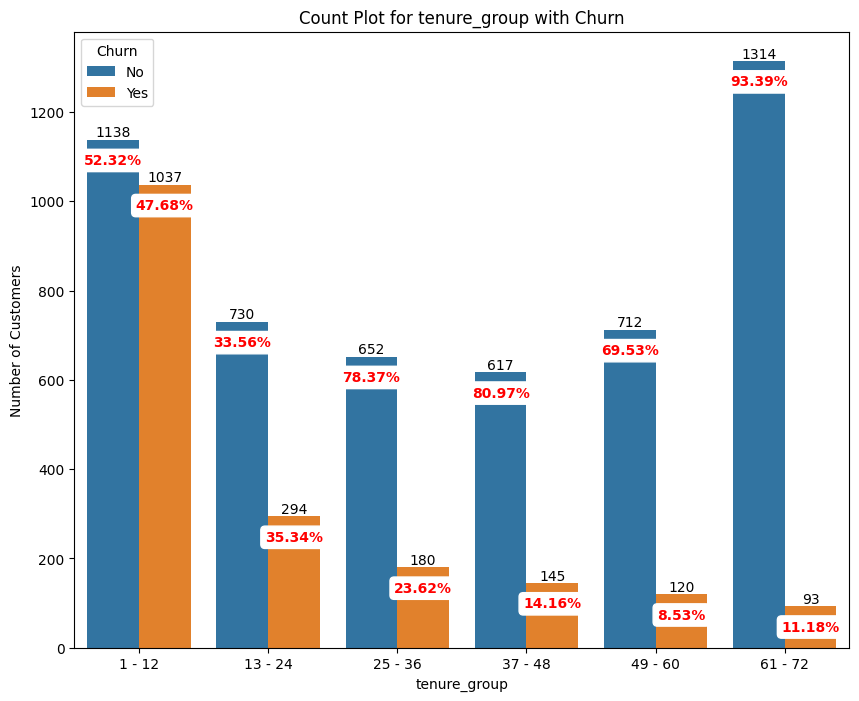 Count Plot for tenure_group with Churn
Churn
No
Yes
Number of Customers
1200
1000
800
600
400
200
0
1138
52.32%
1037
47.68%
730
33.56%
294
35.34%
652
78.37%
180
23.62%
617
80.97%
145
14.16%
712
69.53%
120
8.53%
1314
93.39%
93
11.18%
1 - 12
13 - 24
25 - 36
37 - 48
49 - 60
61 - 72
tenure_group